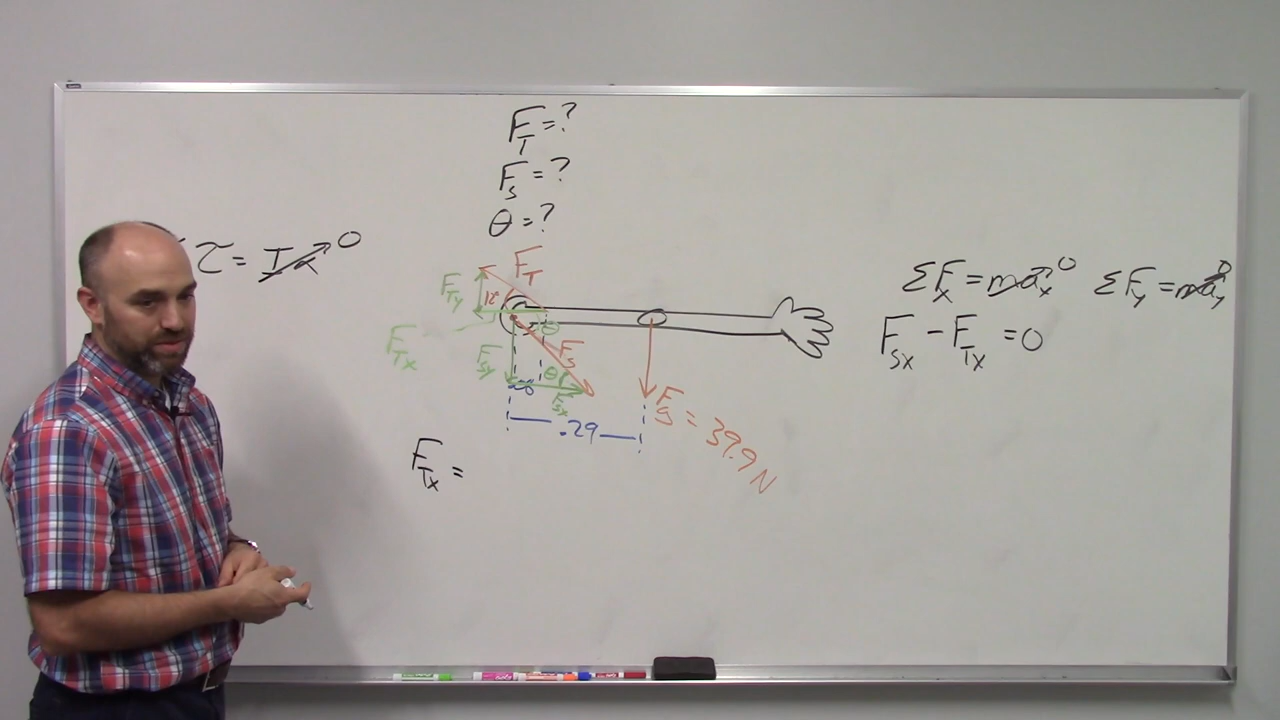 F_T = ?
F_s = ?
θ = ?
τ = Iα 0
ΣF_x = ma_x 0
ΣF_y = ma_y 0
F_sx - F_Tx = 0
F_T
F_Ty
12°
F_Tx
θ
F_s
F_sy
θ
F_sx
.29
F_g = 39.9 N
F_Tx =